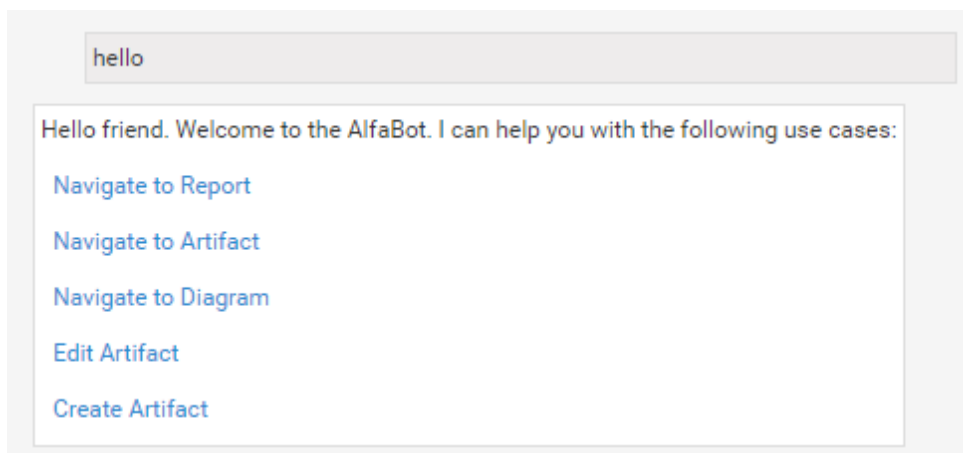 hello
Hello friend. Welcome to the AlfaBot. I can help you with the following use cases:
Navigate to Report
Navigate to Artifact
Navigate to Diagram
Edit Artifact
Create Artifact